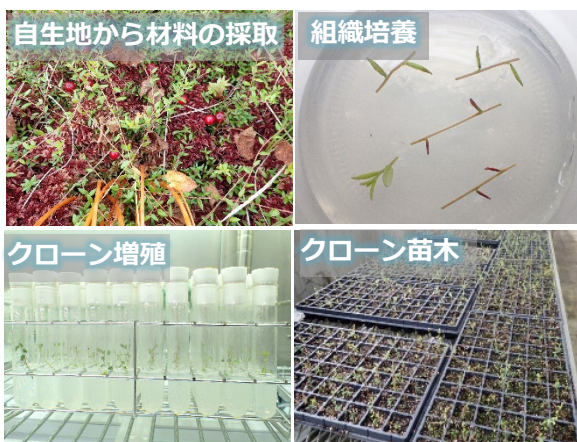 自生地から材料の採取
組織培養
クローン増殖
クローン苗木